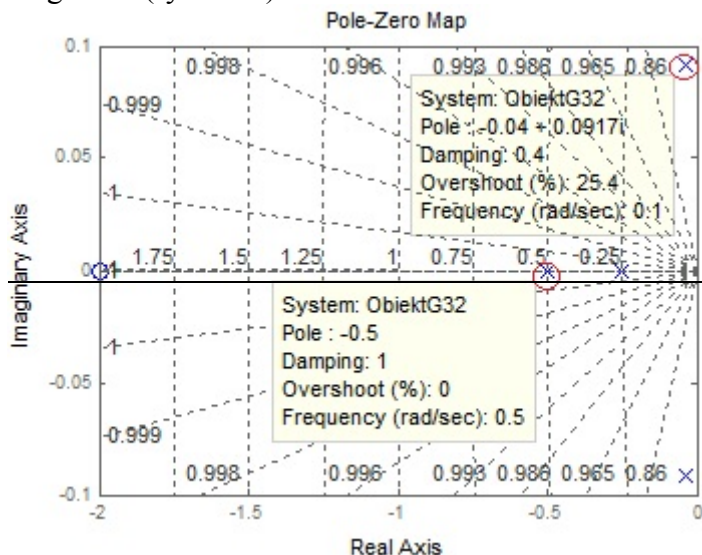 Pole-Zero Map
0.1
0.998 0.996 0.993 0.986 0.965 0.86
0.999
System: ObiektG32
Pole : -0.04 + 0.0917i
Damping: 0.4
Overshoot (%): 25.4
Frequency (rad/sec): 0.1
0.05
1
1.75 1.5 1.25 1 0.75 0.5 0.25
0
1
System: ObiektG32
Pole : -0.5
Damping: 1
Overshoot (%): 0
Frequency (rad/sec): 0.5
1
-0.05
0.999
0.998 0.996 0.993 0.986 0.965 0.86
-0.1
-2 -1.5 -1 -0.5 0
Real Axis
Imaginary Axis